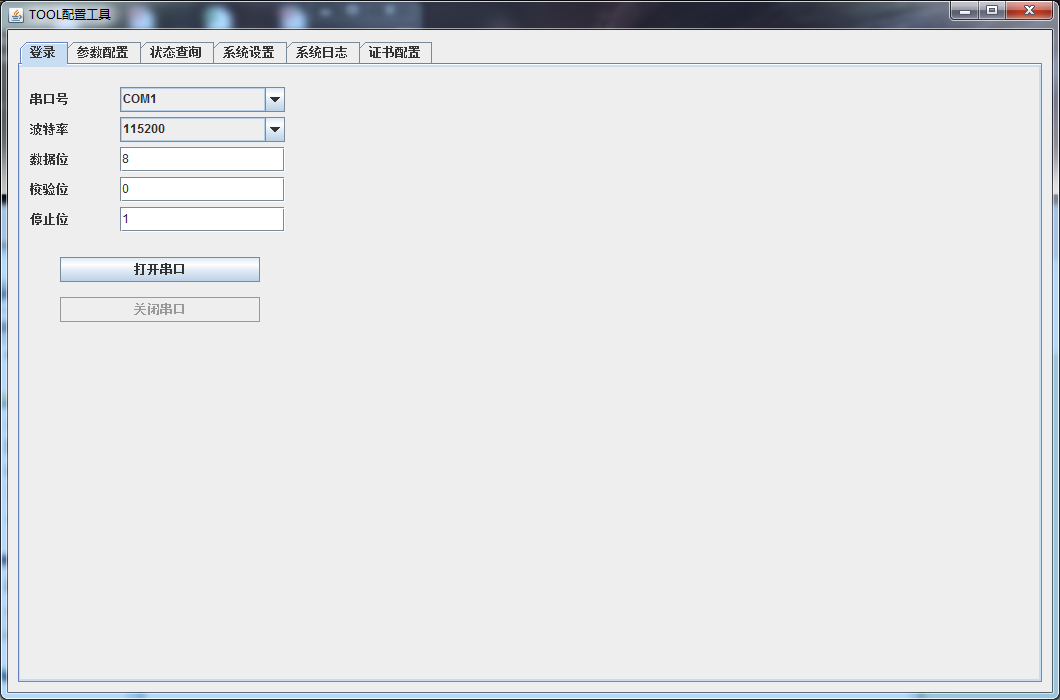 TOOL配置工具
登录 参数配置 状态查询 系统设置 系统日志 证书配置
串口号 COM1
波特率 115200
数据位 8
校验位 0
停止位 1
打开串口
关闭串口